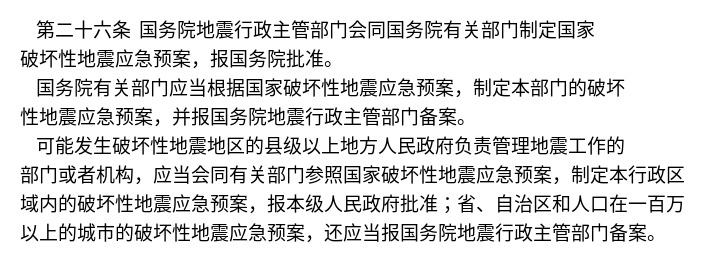 第二十六条 国务院地震行政主管部门会同国务院有关部门制定国家
破坏性地震应急预案，报国务院批准。
国务院有关部门应当根据国家破坏性地震应急预案，制定本部门的破坏
性地震应急预案，并报国务院地震行政主管部门备案。
可能发生破坏性地震地区的县级以上地方人民政府负责管理地震工作的
部门或者机构，应当会同有关部门参照国家破坏性地震应急预案，制定本行政区
域内的破坏性地震应急预案，报本级人民政府批准；省、自治区和人口在一百万
以上的城市的破坏性地震应急预案，还应当报国务院地震行政主管部门备案。